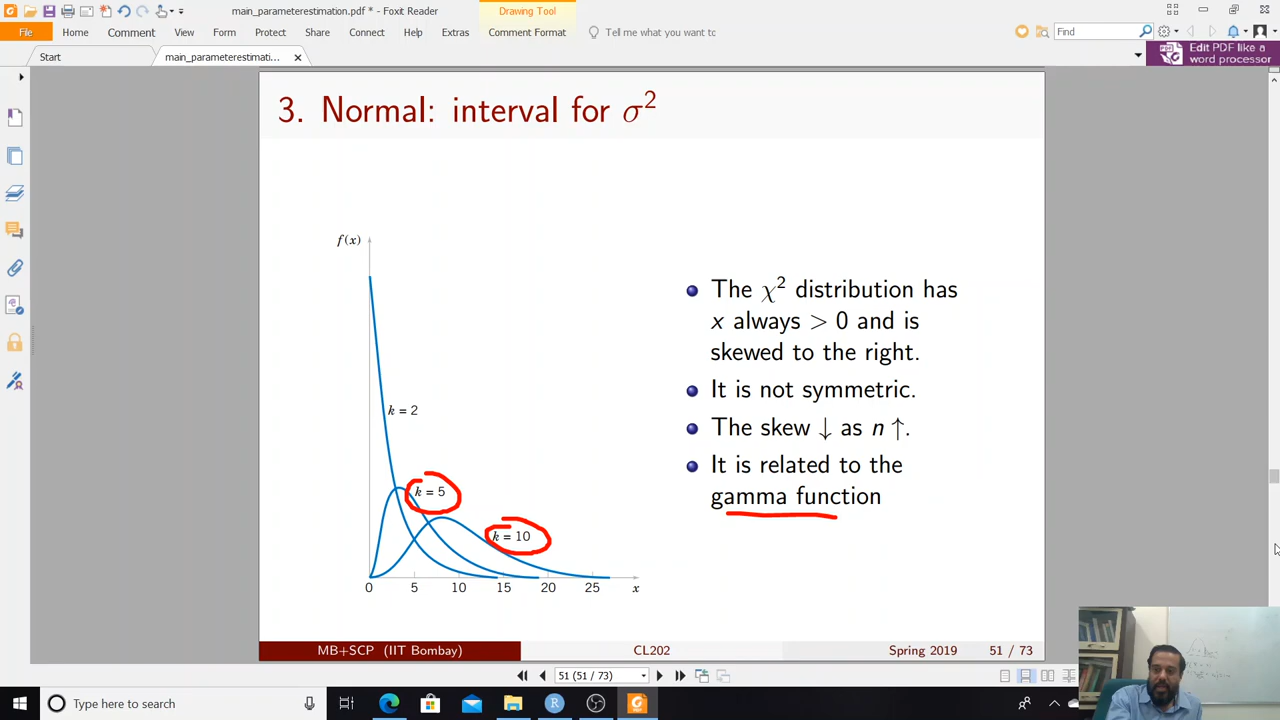 main_parameterestimation.pdf * - Foxit Reader
Drawing Tool
File Home Comment View Form Protect Share Connect Help Extras Comment Format Tell me what you want to Find
Start main_parameterestimati...
Edit PDF like a
word processor
3. Normal: interval for σ²
f(x)
k = 2
k = 5
k = 10
0 5 10 15 20 25 x
The χ² distribution has
x always > 0 and is
skewed to the right.
It is not symmetric.
The skew ↓ as n ↑.
It is related to the
gamma function
MB+SCP (IIT Bombay) CL202 Spring 2019 51 / 73
51 (51 / 73)
Type here to search
ENG